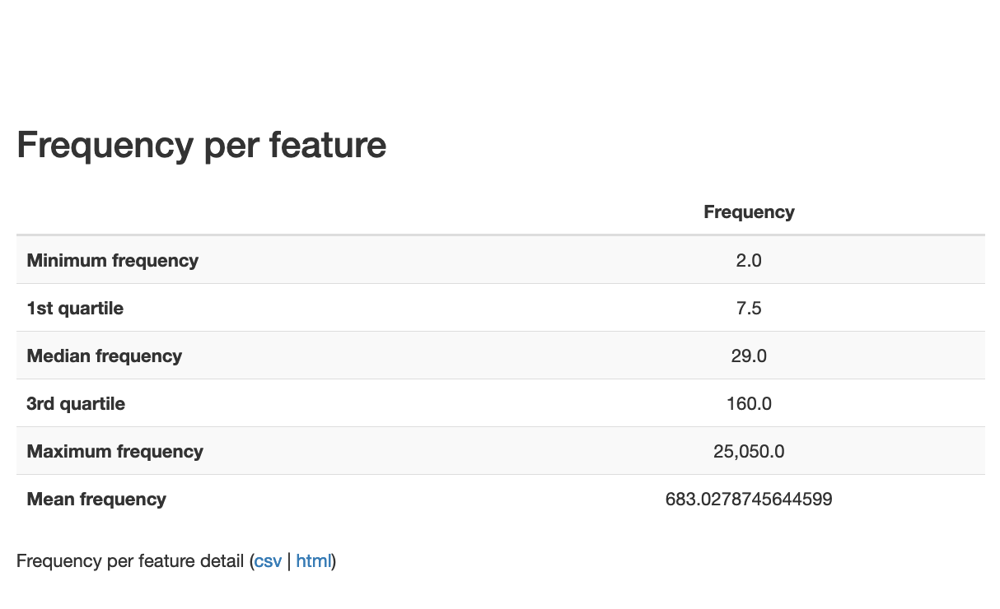 Frequency per feature
Frequency
Minimum frequency 2.0
1st quartile 7.5
Median frequency 29.0
3rd quartile 160.0
Maximum frequency 25,050.0
Mean frequency 683.0278745644599
Frequency per feature detail (csv | html)